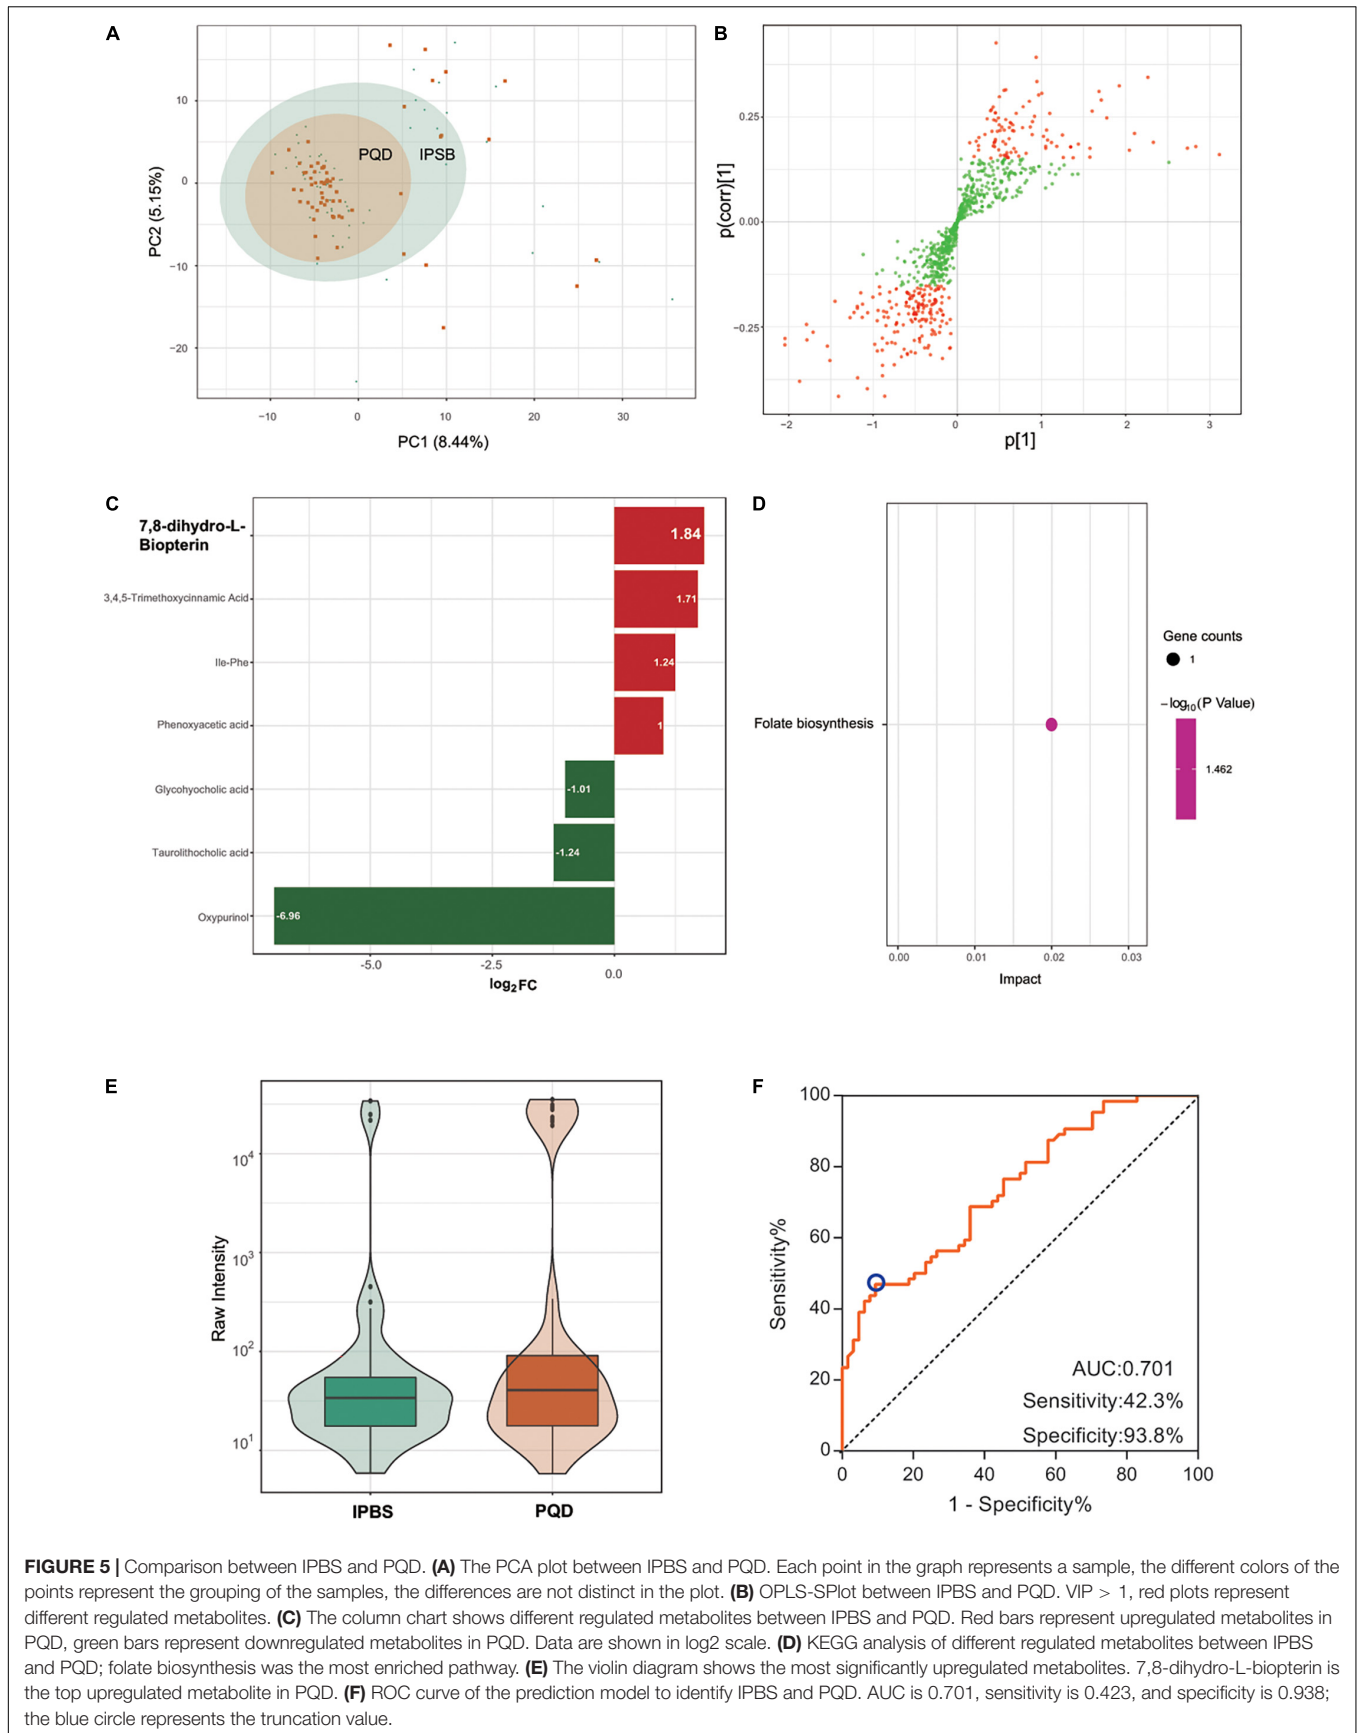 A
10
0
−10
−20
PC2 (5.15%)
PQD
IPSB
−10
0
10
20
30
PC1 (8.44%)
B
0.25
0.00
−0.25
p(corr)[1]
−2
−1
0
1
2
3
p[1]
C
7,8-dihydro-L-
Biopterin
1.84
3,4,5-Trimethoxycinnamic Acid
1.71
Ile-Phe
1.24
Phenoxyacetic acid
1
Glycohyocholic acid
-1.01
Taurolithocholic acid
-1.24
Oxypurinol
-6.96
-5.0
-2.5
0.0
log₂FC
D
Folate biosynthesis
0.00
0.01
0.02
0.03
Impact
Gene counts
1
−log₁₀(P Value)
1.462
E
10⁴
10³
10²
10¹
Raw Intensity
IPBS
PQD
F
100
80
60
40
20
0
Sensitivity%
AUC:0.701
Sensitivity:42.3%
Specificity:93.8%
0
20
40
60
80
100
1 - Specificity%
FIGURE 5 | Comparison between IPBS and PQD. (A) The PCA plot between IPBS and PQD. Each point in the graph represents a sample, the different colors of the
points represent the grouping of the samples, the differences are not distinct in the plot. (B) OPLS-SPlot between IPBS and PQD. VIP > 1, red plots represent
different regulated metabolites. (C) The column chart shows different regulated metabolites between IPBS and PQD. Red bars represent upregulated metabolites in
PQD, green bars represent downregulated metabolites in PQD. Data are shown in log2 scale. (D) KEGG analysis of different regulated metabolites between IPBS
and PQD; folate biosynthesis was the most enriched pathway. (E) The violin diagram shows the most significantly upregulated metabolites. 7,8-dihydro-L-biopterin is
the top upregulated metabolite in PQD. (F) ROC curve of the prediction model to identify IPBS and PQD. AUC is 0.701, sensitivity is 0.423, and specificity is 0.938;
the blue circle represents the truncation value.